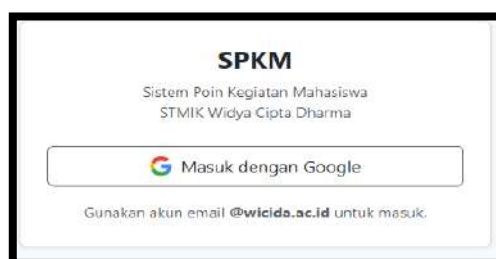 SPKM
Sistem Poin Kegiatan Mahasiswa
STMIK Widya Cipta Dharma
Masuk dengan Google
Gunakan akun email @wicida.ac.id untuk masuk.